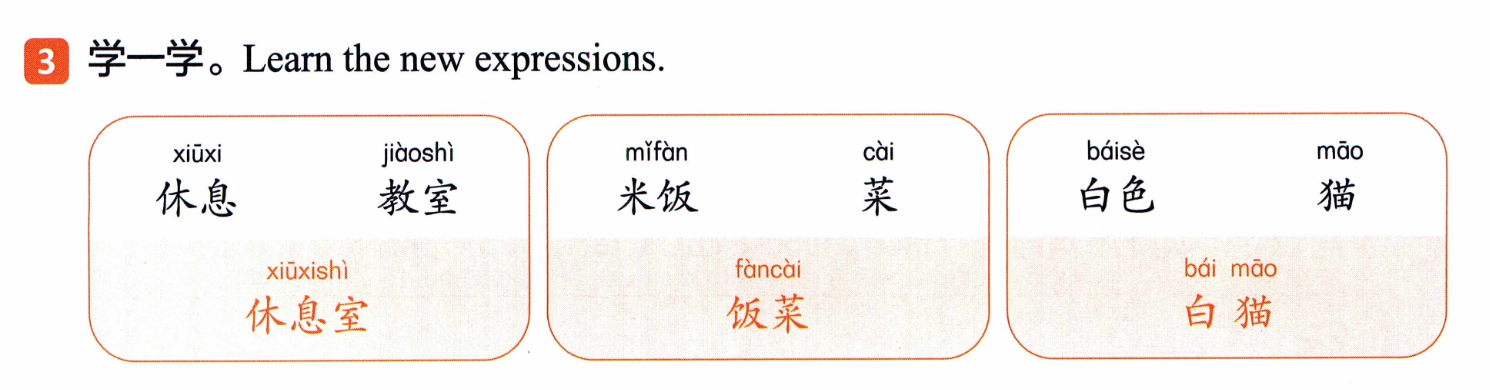 3 学一学。Learn the new expressions.
xiūxi jiàoshì
休息 教室
xiūxishì
休息室
mǐfàn cài
米饭 菜
fàncài
饭菜
báisè māo
白色 猫
bái māo
白 猫